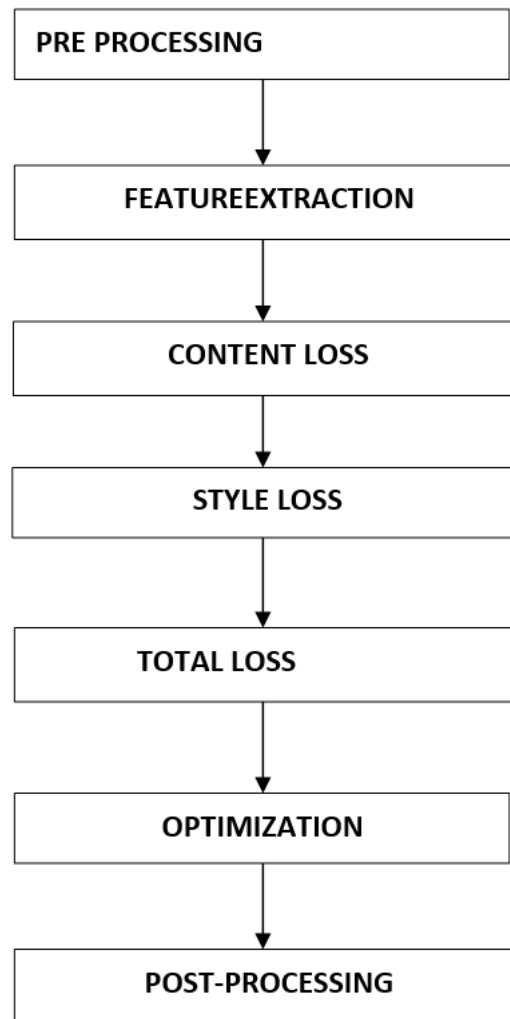 PRE PROCESSING
FEATUREEXTRACTION
CONTENT LOSS
STYLE LOSS
TOTAL LOSS
OPTIMIZATION
POST-PROCESSING